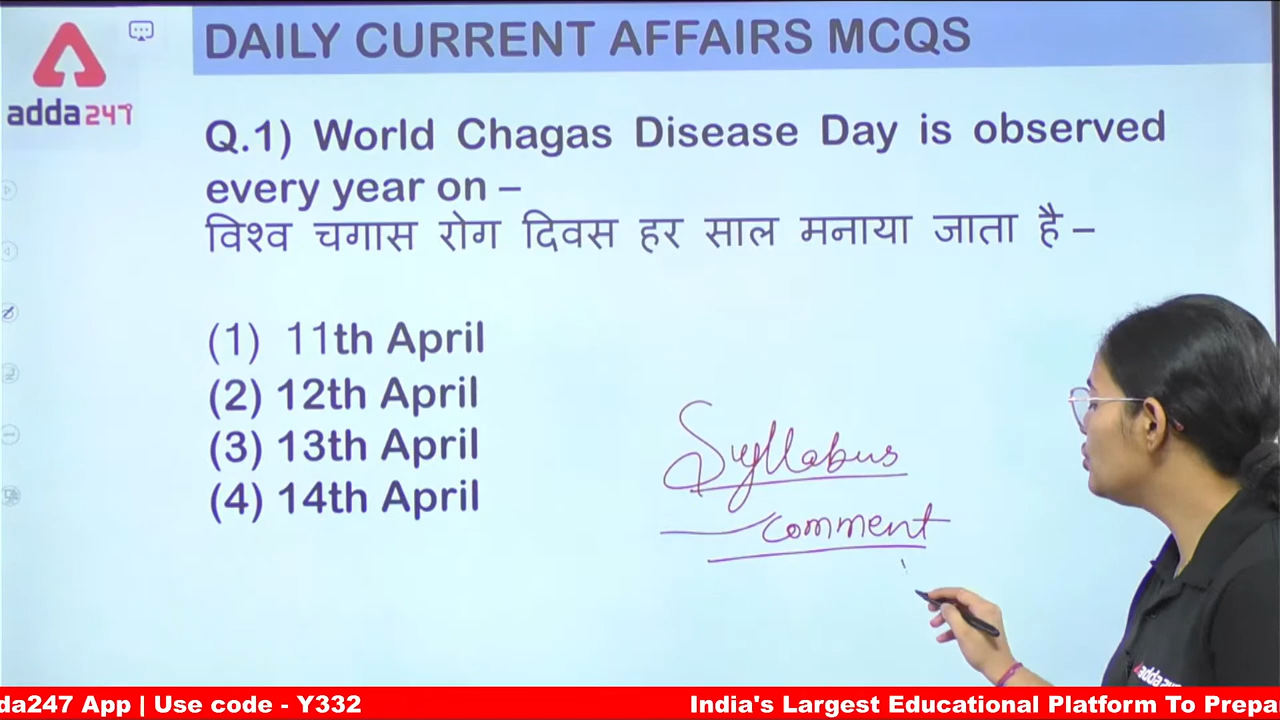 DAILY CURRENT AFFAIRS MCQS
adda247
Q.1) World Chagas Disease Day is observed
every year on –
विश्व चगास रोग दिवस हर साल मनाया जाता है –
(1) 11th April
(2) 12th April
(3) 13th April
(4) 14th April
Syllabus
comment
adda247
da247 App | Use code - Y332
India's Largest Educational Platform To Prepa